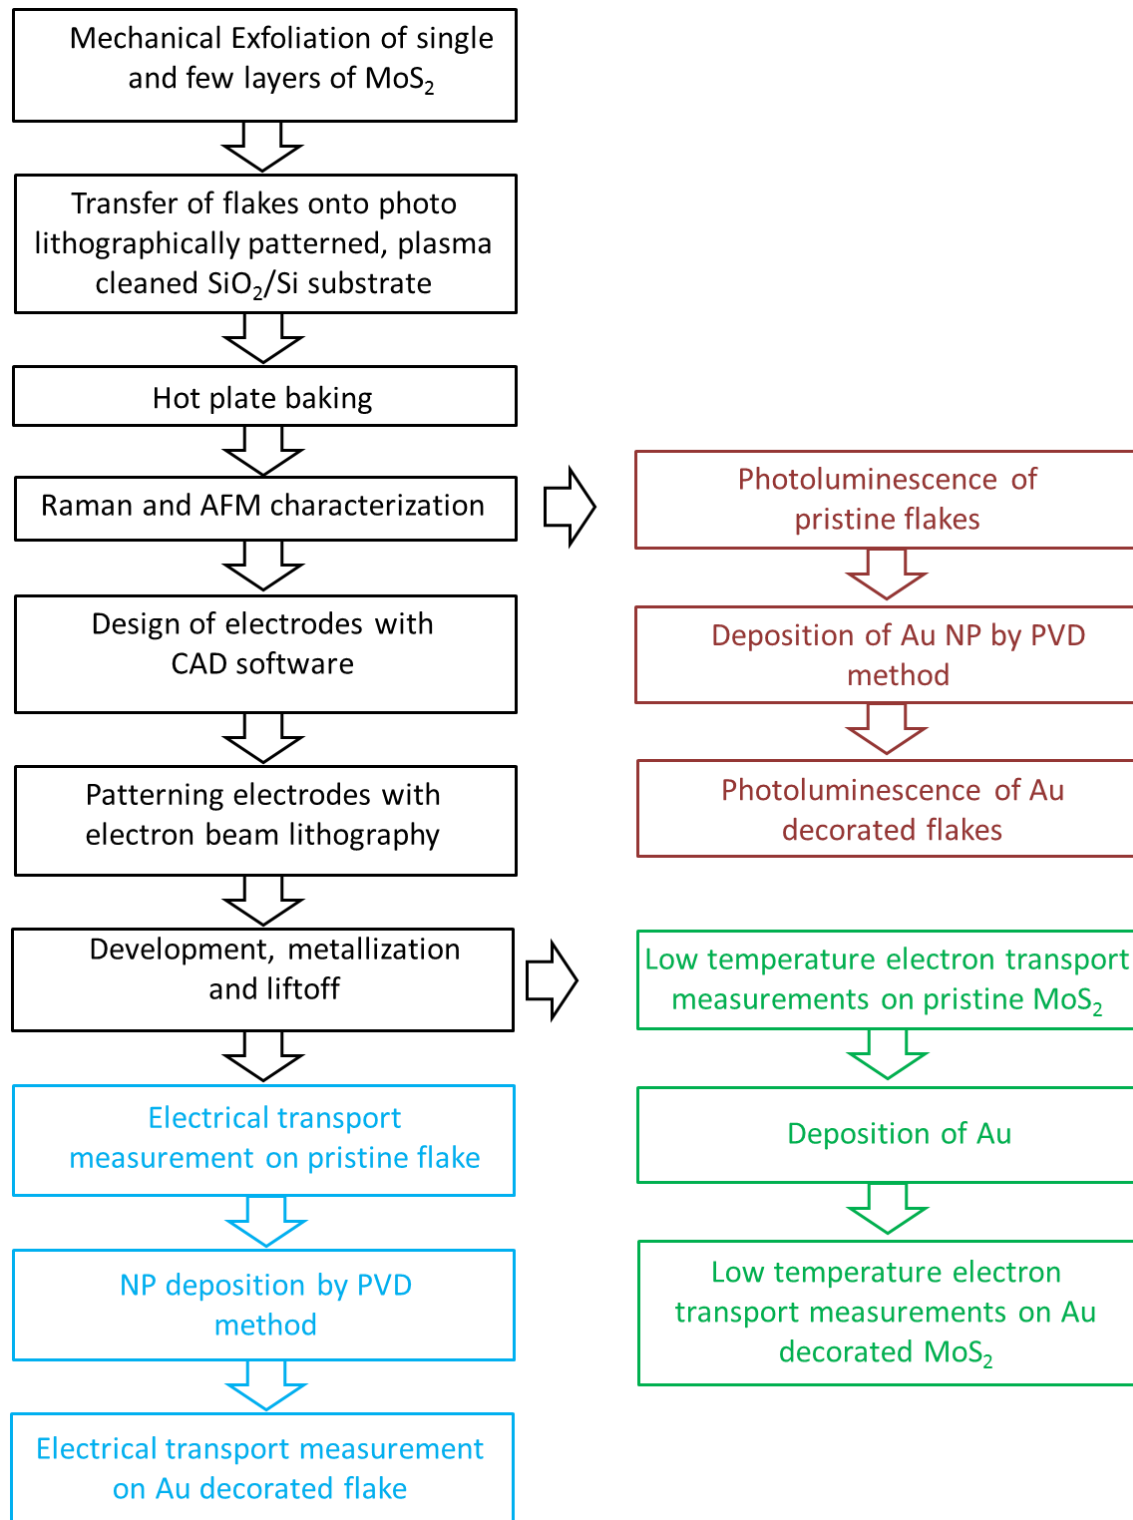 Mechanical Exfoliation of single
and few layers of MoS₂
Transfer of flakes onto photo
lithographically patterned, plasma
cleaned SiO₂/Si substrate
Hot plate baking
Raman and AFM characterization
Design of electrodes with
CAD software
Patterning electrodes with
electron beam lithography
Development, metallization
and liftoff
Electrical transport
measurement on pristine flake
NP deposition by PVD
method
Electrical transport measurement
on Au decorated flake
Photoluminescence of
pristine flakes
Deposition of Au NP by PVD
method
Photoluminescence of Au
decorated flakes
Low temperature electron transport
measurements on pristine MoS₂
Deposition of Au
Low temperature electron
transport measurements on Au
decorated MoS₂